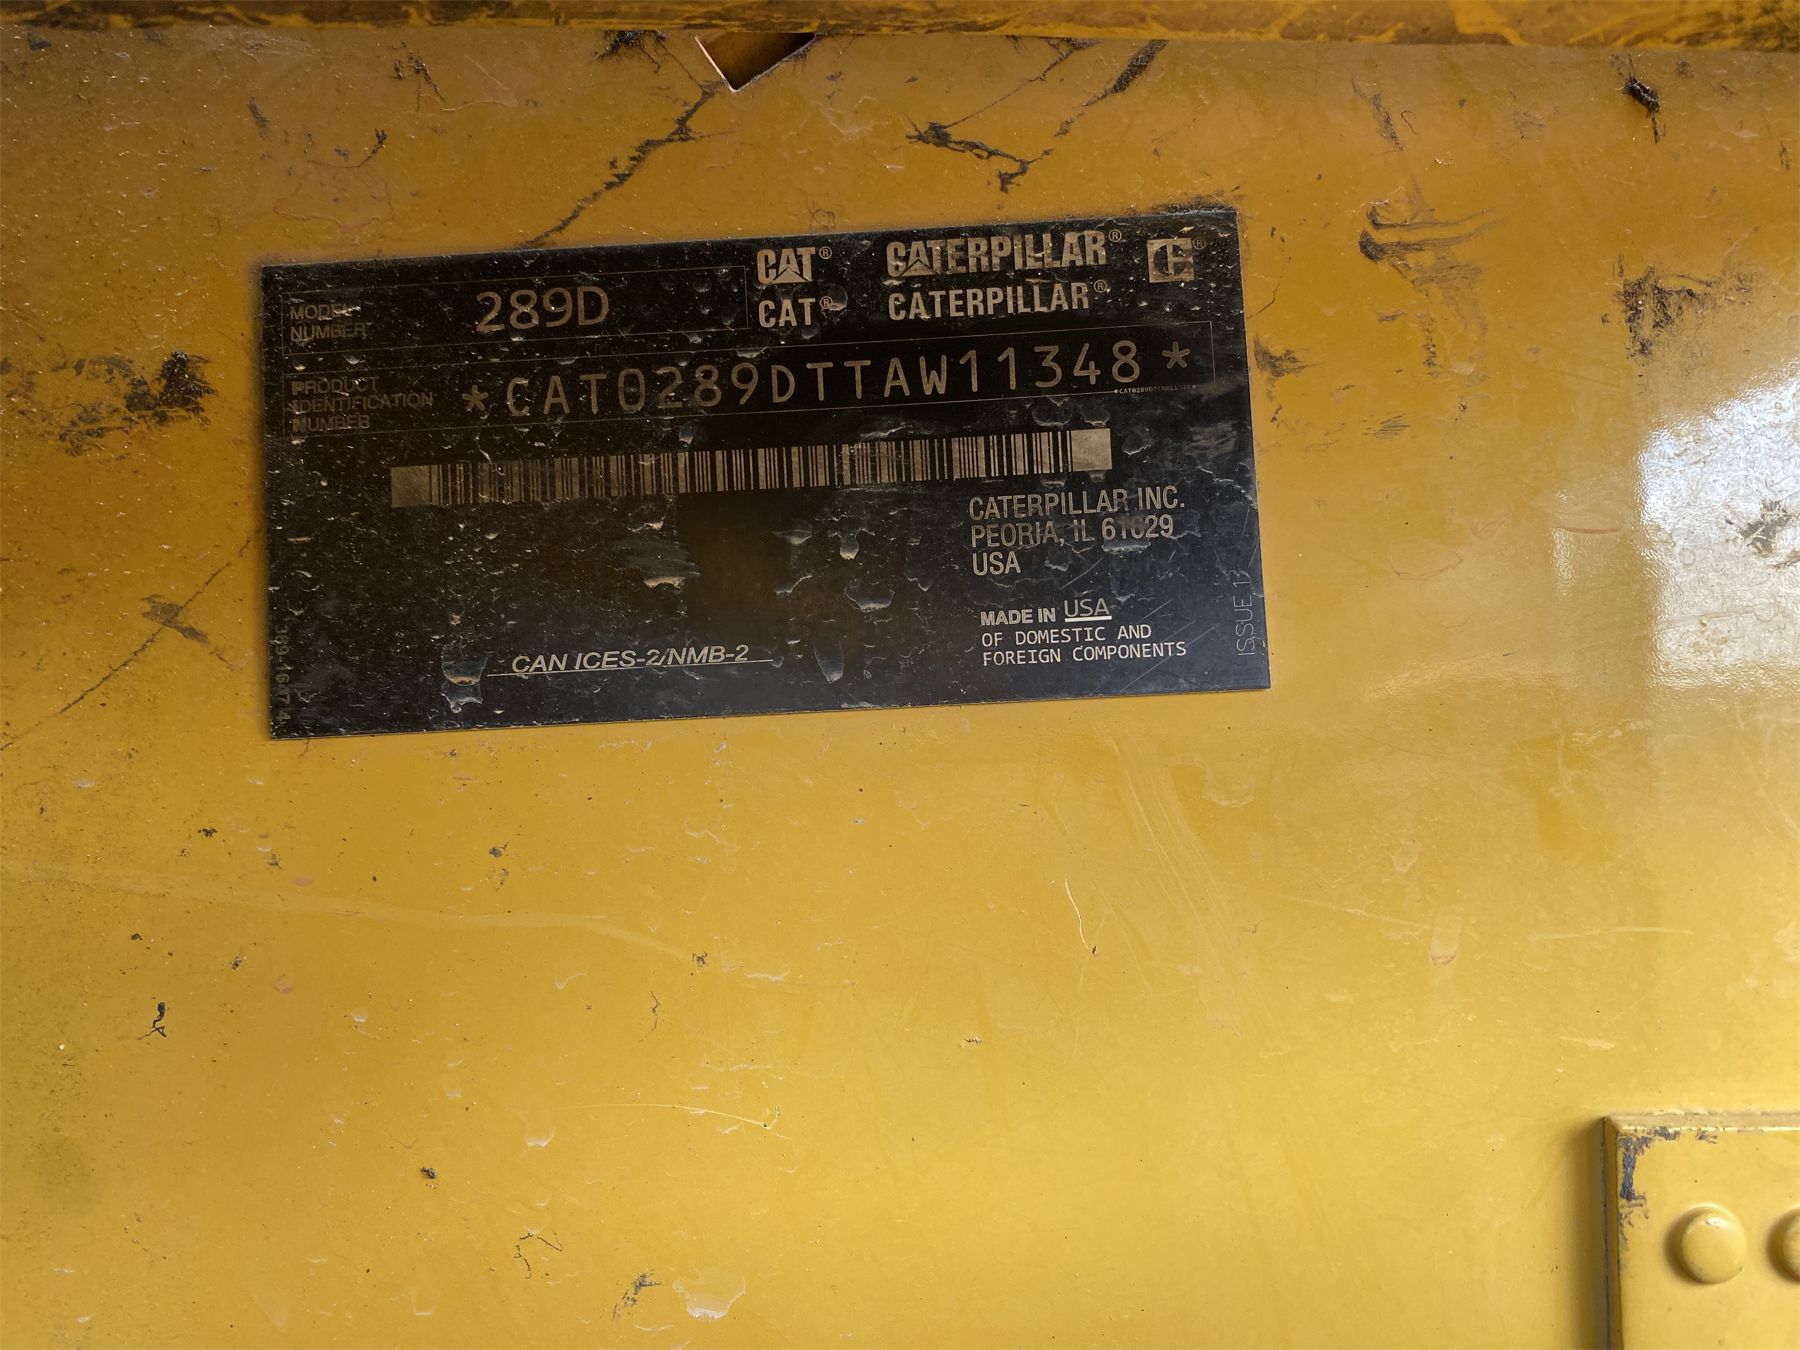 CAT® CATERPILLAR®
MODEL NUMBER 289D
CAT® CATERPILLAR®
PRODUCT IDENTIFICATION NUMBER *CAT0289DTTAW11348*
*CAT0289DTTAW11348*
CATERPILLAR INC.
PEORIA, IL 61629
USA
MADE IN USA
OF DOMESTIC AND
FOREIGN COMPONENTS
CAN ICES-2/NMB-2